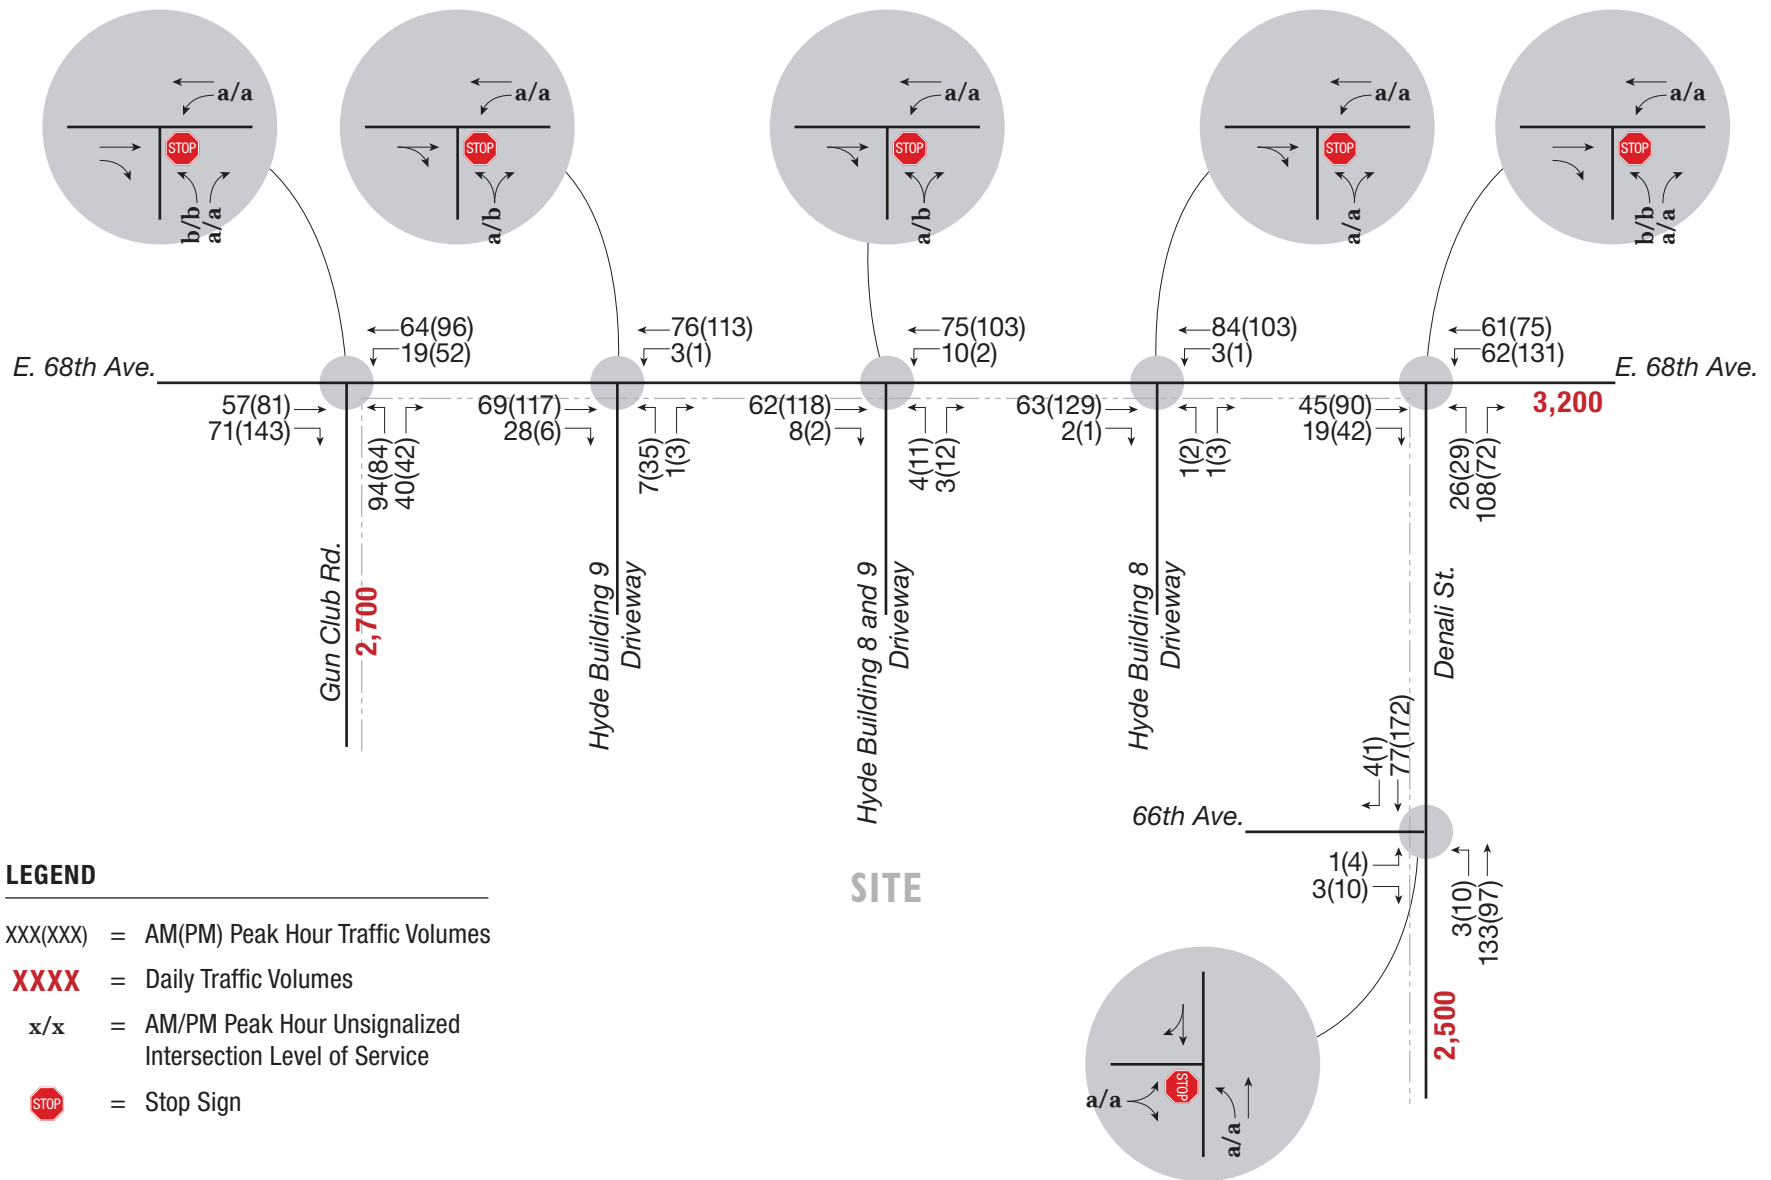 a/a
a/a
a/a
a/a
a/a
STOP
STOP
STOP
STOP
STOP
b/b
a/a
a/b
a/b
a/a
b/b
a/a
64(96)
19(52)
76(113)
3(1)
75(103)
10(2)
84(103)
3(1)
61(75)
62(131)
E. 68th Ave.
E. 68th Ave.
3,200
57(81)
71(143)
94(84)
40(42)
69(117)
28(6)
7(35)
1(3)
62(118)
8(2)
4(11)
3(12)
63(129)
2(1)
1(2)
1(3)
45(90)
19(42)
26(29)
108(72)
Gun Club Rd.
2,700
Hyde Building 9
Driveway
Hyde Building 8 and 9
Driveway
Hyde Building 8
Driveway
Denali St.
4(1)
77(172)
66th Ave.
1(4)
3(10)
3(10)
133(97)
2,500
SITE
STOP
a/a
a/a
LEGEND
XXX(XXX) = AM(PM) Peak Hour Traffic Volumes
XXXX = Daily Traffic Volumes
x/x = AM/PM Peak Hour Unsignalized
Intersection Level of Service
STOP = Stop Sign